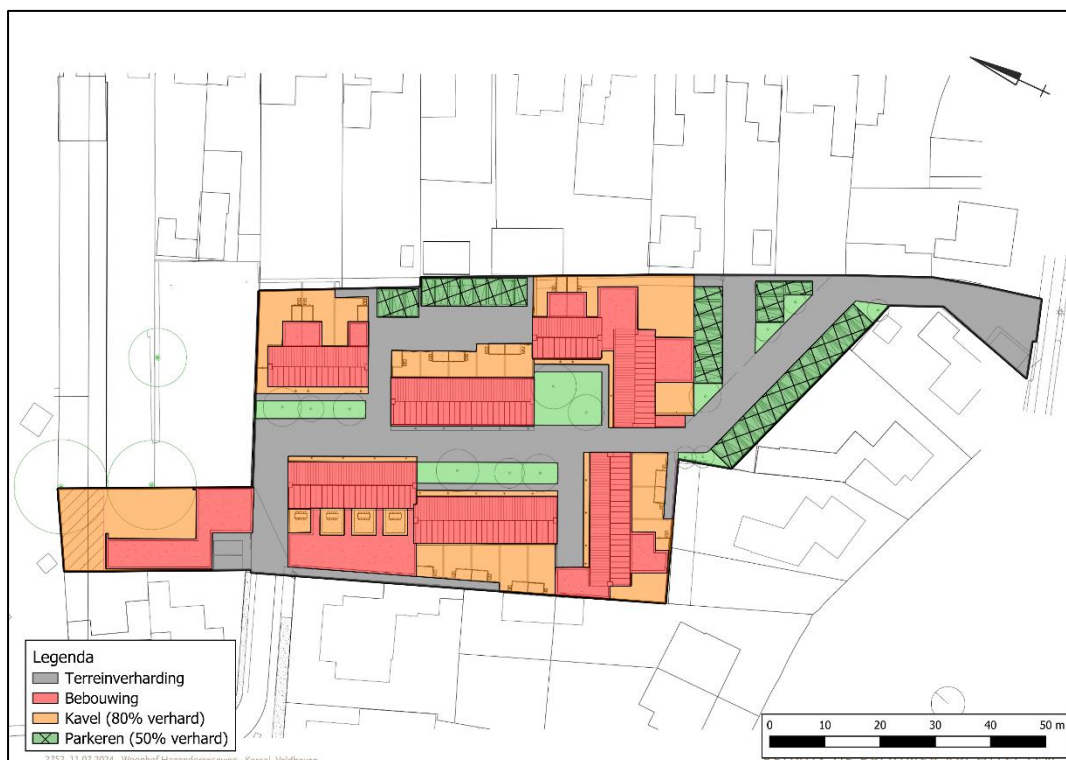 Legenda
Terreinverharding
Bebouwing
Kavel (80% verhard)
Parkeren (50% verhard)
0 10 20 30 40 50 m